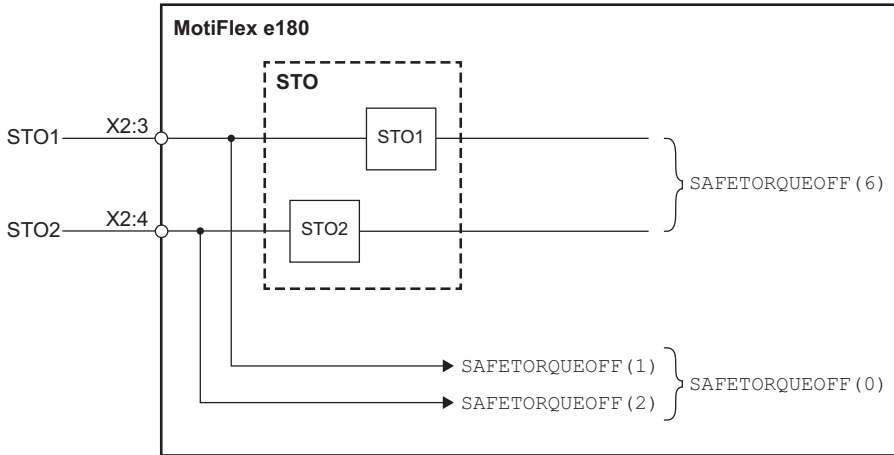 MotiFlex e180
STO
STO1 X2:3 STO1
SAFETORQUEOFF(6)
STO2 X2:4 STO2
SAFETORQUEOFF(1)
SAFETORQUEOFF(0)
SAFETORQUEOFF(2)